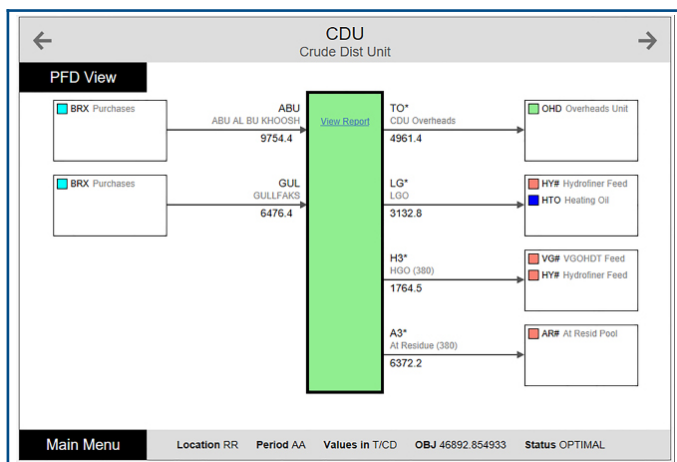 CDU
Crude Dist Unit
PFD View
BRX Purchases
ABU
ABU AL BU KHOOSH
9754.4
View Report
TO*
CDU Overheads
4961.4
OHD Overheads Unit
BRX Purchases
GUL
GULLFAKS
6476.4
LG*
LGO
3132.8
HY# Hydrofiner Feed
HTO Heating Oil
H3*
HGO (380)
1764.5
VG# VGOHDT Feed
HY# Hydrofiner Feed
A3*
At Residue (380)
6372.2
AR# At Resid Pool
Main Menu
Location RR Period AA Values in T/CD OBJ 46892.854933 Status OPTIMAL